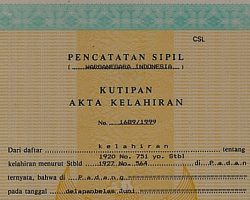 CSL
PENCATATAN SIPIL
( WARGANEGARA INDONESIA )
KUTIPAN
AKTA KELAHIRAN
No. 1689/1999
Dari daftar kelahiran tentang
1920 No. 751 yo. Stbl
kelahiran menurut Stbld 1927 No. 564 di Padang
ternyata, bahwa di Padang
pada tanggal delapanbelas Juni